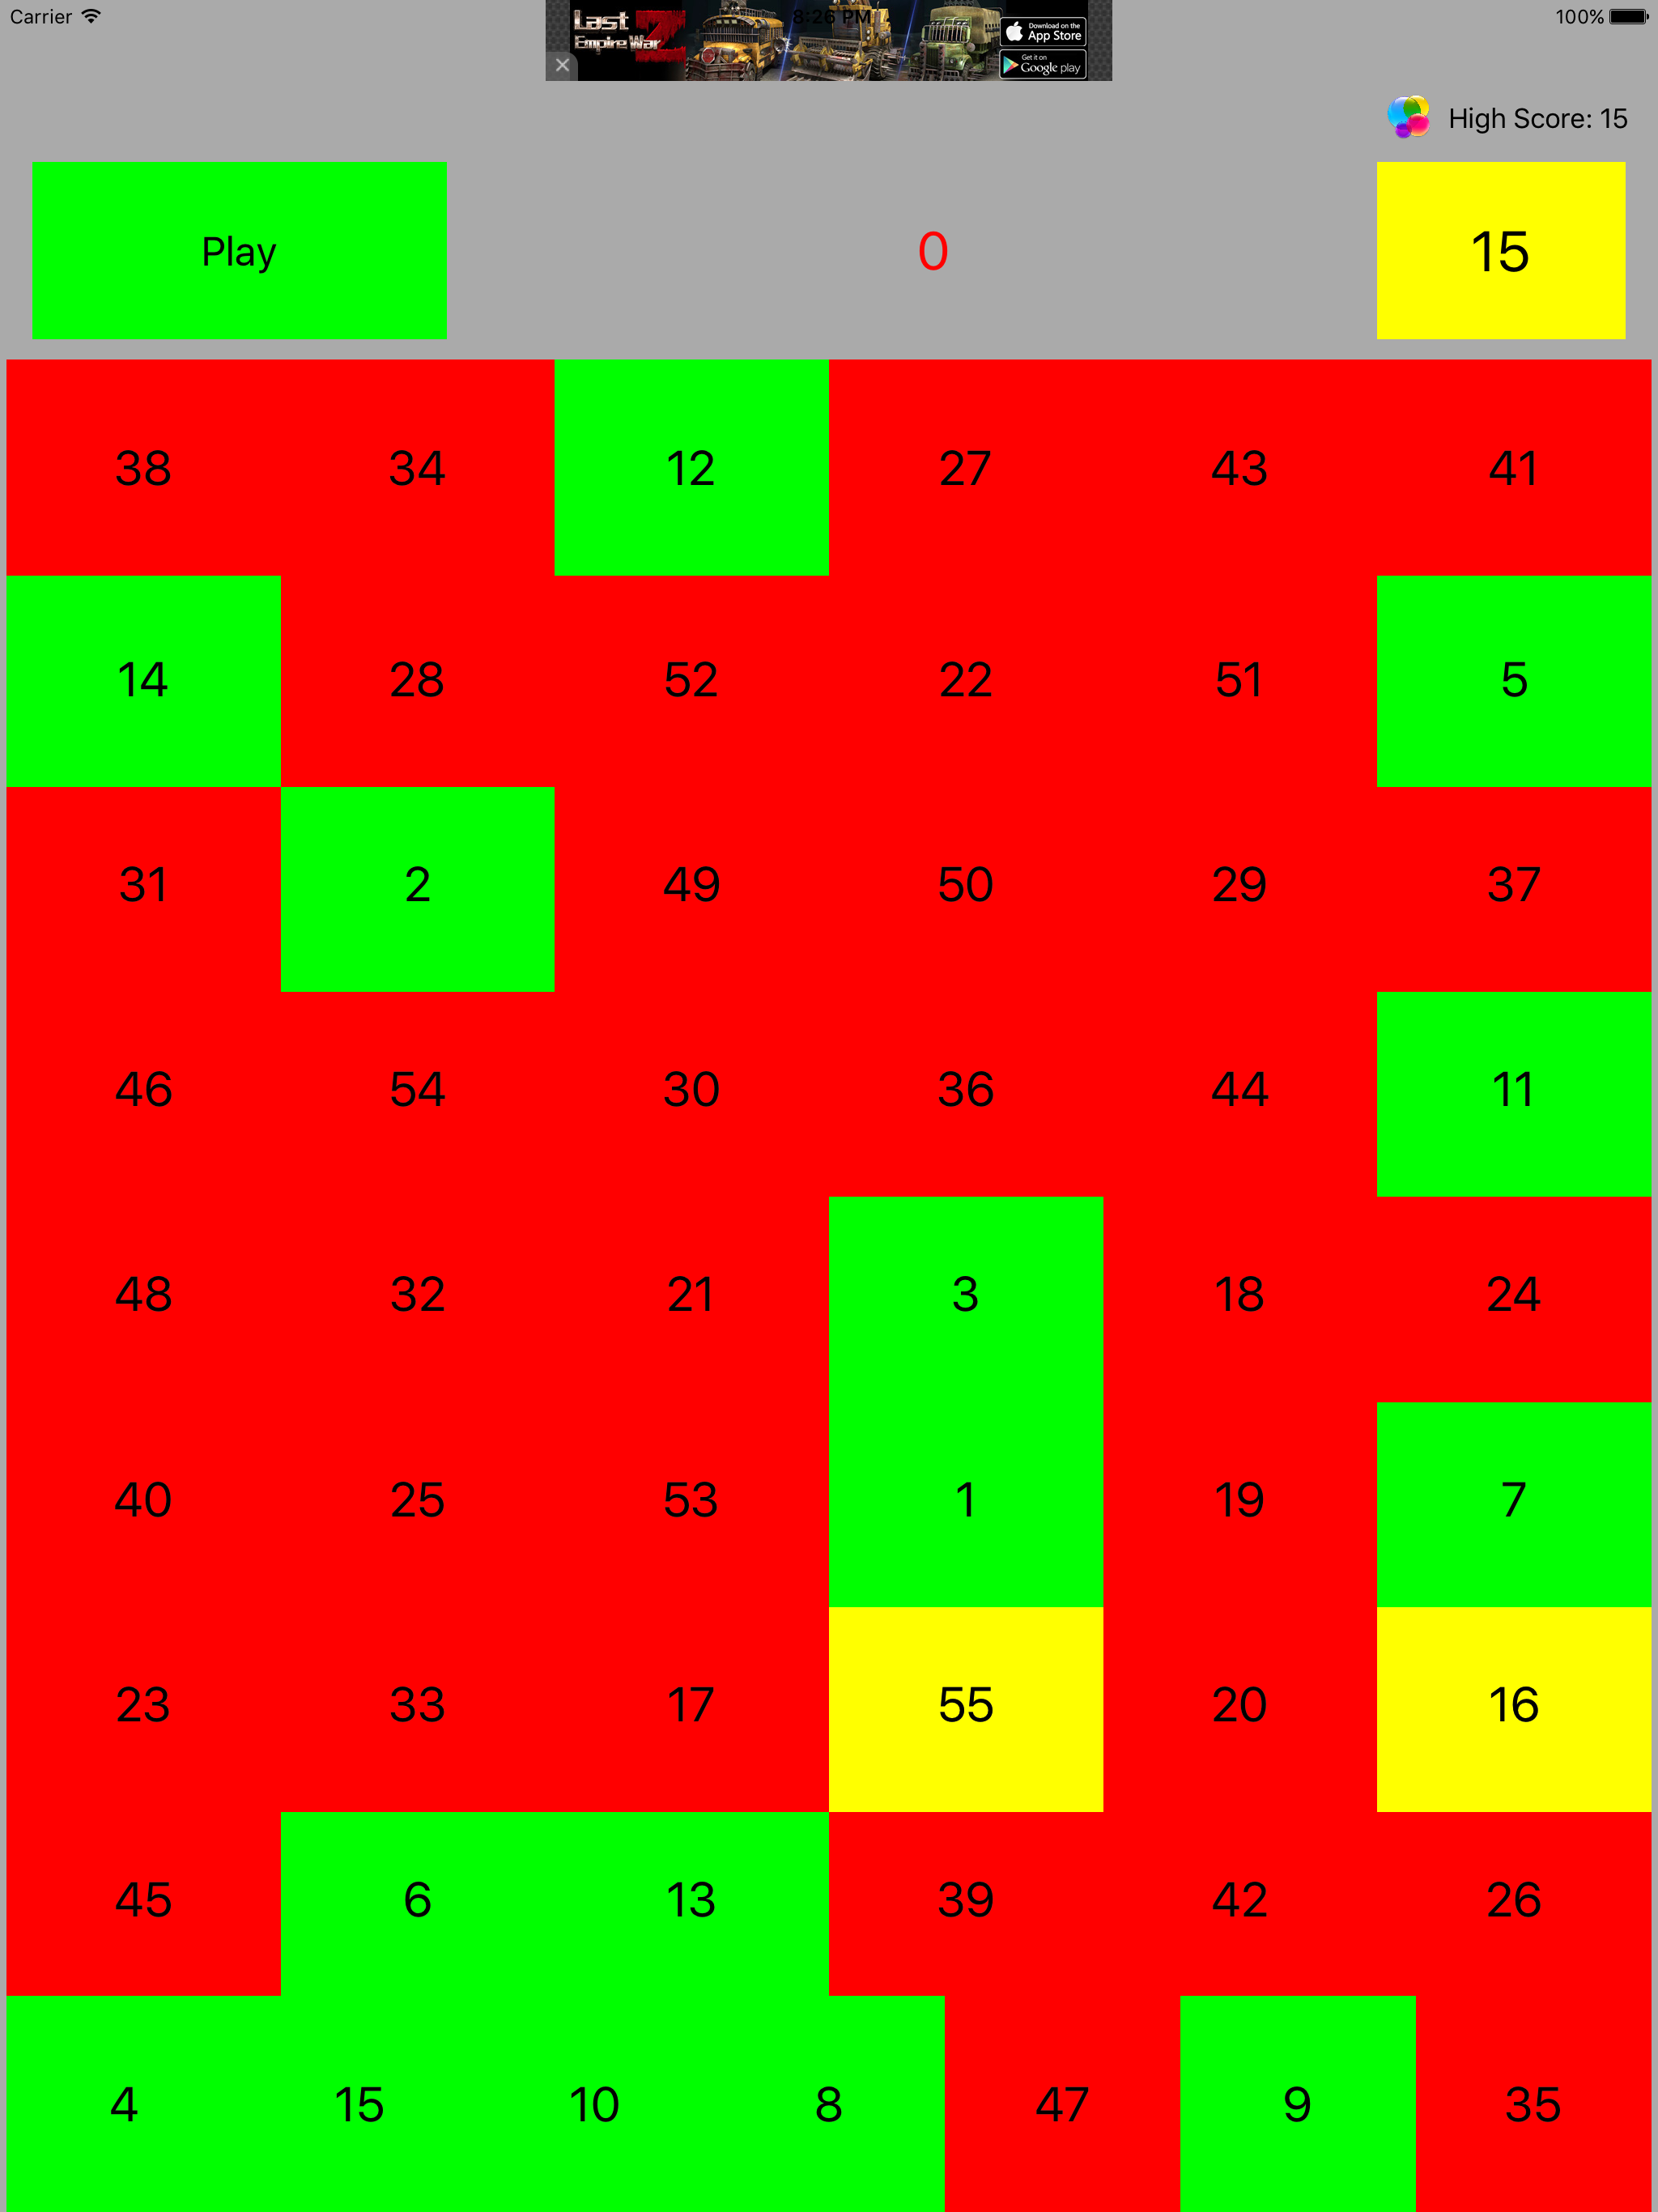 Carrier 8:26 PM 100%
Last Z
Empire War
Download on the
App Store
Get it on
Google play
High Score: 15
Play 0 15
38 34 12 27 43 41
14 28 52 22 51 5
31 2 49 50 29 37
46 54 30 36 44 11
48 32 21 3 18 24
40 25 53 1 19 7
23 33 17 55 20 16
45 6 13 39 42 26
4 15 10 8 47 9 35